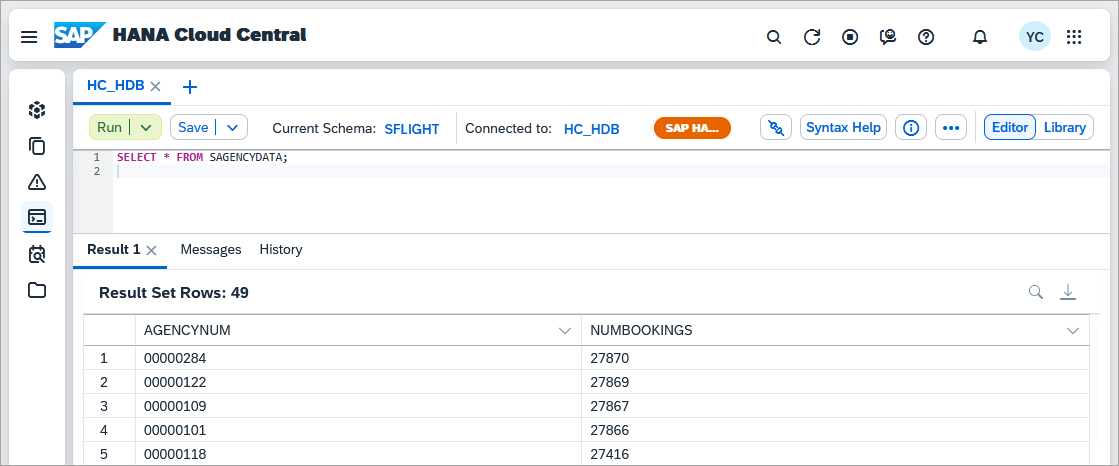 SAP HANA Cloud Central YC
HC_HDB
Run Save Current Schema: SFLIGHT Connected to: HC_HDB SAP HA... Syntax Help Editor Library
1 SELECT * FROM SAGENCYDATA;
2
Result 1 Messages History
Result Set Rows: 49
AGENCYNUM NUMBOOKINGS
1 00000284 27870
2 00000122 27869
3 00000109 27867
4 00000101 27866
5 00000118 27416